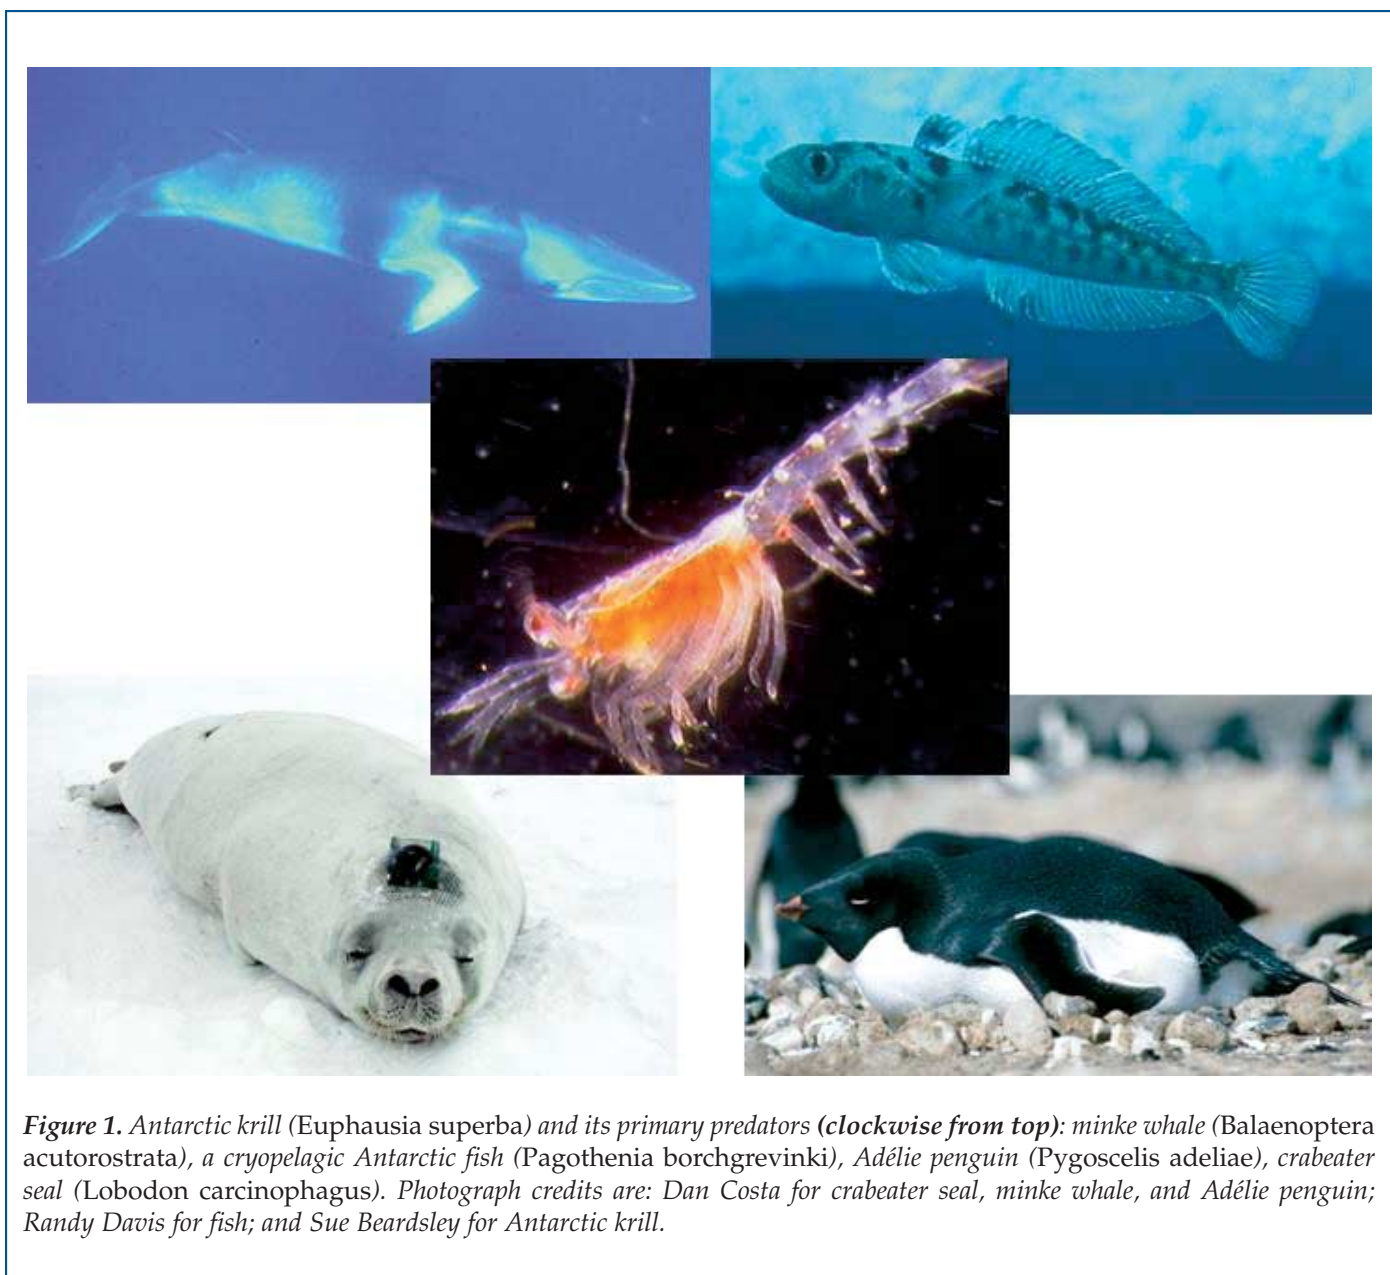 Figure 1. Antarctic krill (Euphausia superba) and its primary predators (clockwise from top): minke whale (Balaenoptera
acutorostrata), a cryopelagic Antarctic fish (Pagothenia borchgrevinki), Adélie penguin (Pygoscelis adeliae), crabeater
seal (Lobodon carcinophagus). Photograph credits are: Dan Costa for crabeater seal, minke whale, and Adélie penguin;
Randy Davis for fish; and Sue Beardsley for Antarctic krill.